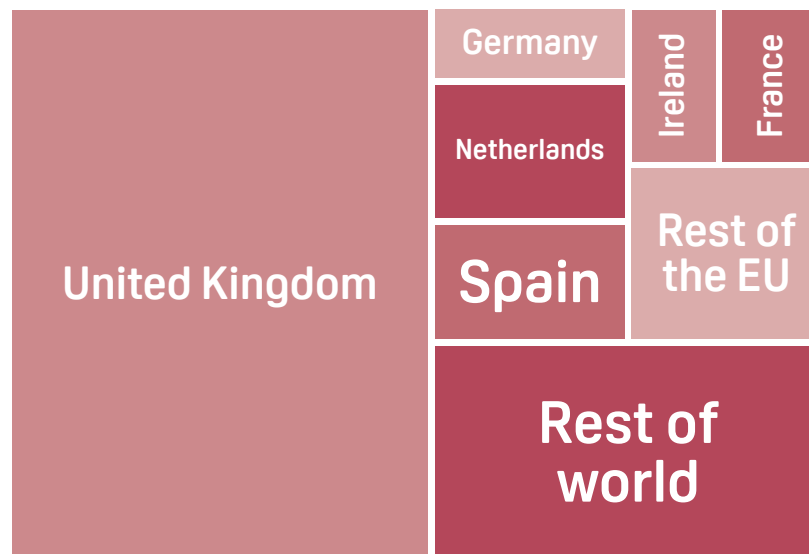 United Kingdom
Germany
Netherlands
Spain
Ireland
France
Rest of
the EU
Rest of
world